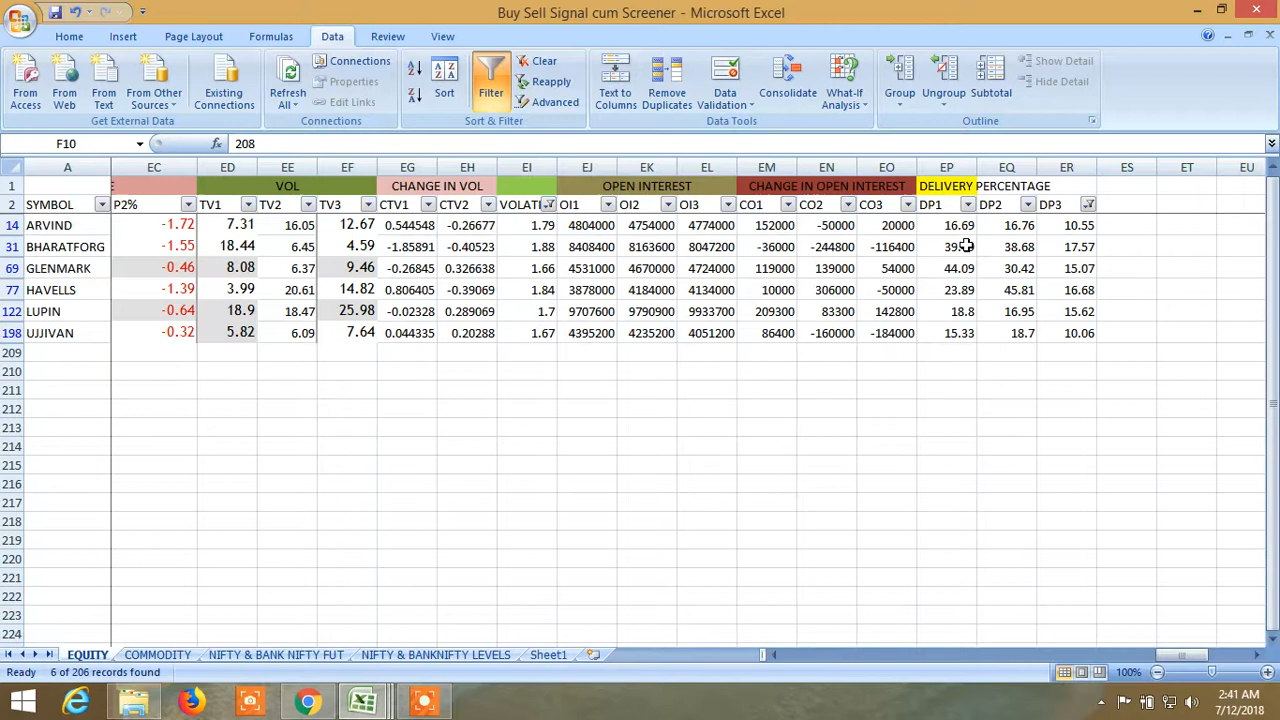 Buy Sell Signal cum Screener - Microsoft Excel
Home Insert Page Layout Formulas Data Review View
From Access
From Web
From Text
From Other Sources
Existing Connections
Refresh All
Connections
Properties
Edit Links
Sort
Filter
Clear
Reapply
Advanced
Text to Columns
Remove Duplicates
Data Validation
Consolidate
What-If Analysis
Group
Ungroup
Subtotal
Show Detail
Hide Detail
Get External Data Connections Sort & Filter Data Tools Outline
F10 fx 208
A EC ED EE EF EG EH EI EJ EK EL EM EN EO EP EQ ER ES ET EU
1 E VOL CHANGE IN VOL OPEN INTEREST CHANGE IN OPEN INTEREST DELIVERY PERCENTAGE
2 SYMBOL P2% TV1 TV2 TV3 CTV1 CTV2 VOLATI OI1 OI2 OI3 CO1 CO2 CO3 DP1 DP2 DP3
14 ARVIND -1.72 7.31 16.05 12.67 0.544548 -0.26677 1.79 4804000 4754000 4774000 152000 -50000 20000 16.69 16.76 10.55
31 BHARATFORG -1.55 18.44 6.45 4.59 -1.85891 -0.40523 1.88 8408400 8163600 8047200 -36000 -244800 -116400 38.68 17.57
69 GLENMARK -0.46 8.08 6.37 9.46 -0.26845 0.326638 1.66 4531000 4670000 4724000 119000 139000 54000 44.09 30.42 15.07
77 HAVELLS -1.39 3.99 20.61 14.82 0.806405 -0.39069 1.84 3878000 4184000 4134000 10000 306000 -50000 23.89 45.81 16.68
122 LUPIN -0.64 18.9 18.47 25.98 -0.02328 0.289069 1.7 9707600 9790900 9933700 209300 83300 142800 18.8 16.95 15.62
198 UJJIVAN -0.32 5.82 6.09 7.64 0.044335 0.20288 1.67 4395200 4235200 4051200 86400 -160000 -184000 15.33 18.7 10.06
209
210
211
212
213
214
215
216
217
218
219
220
221
222
223
224
EQUITY COMMODITY NIFTY & BANK NIFTY FUT NIFTY & BANKNIFTY LEVELS Sheet1
Ready 6 of 206 records found 100%
2:41 AM
7/12/2018